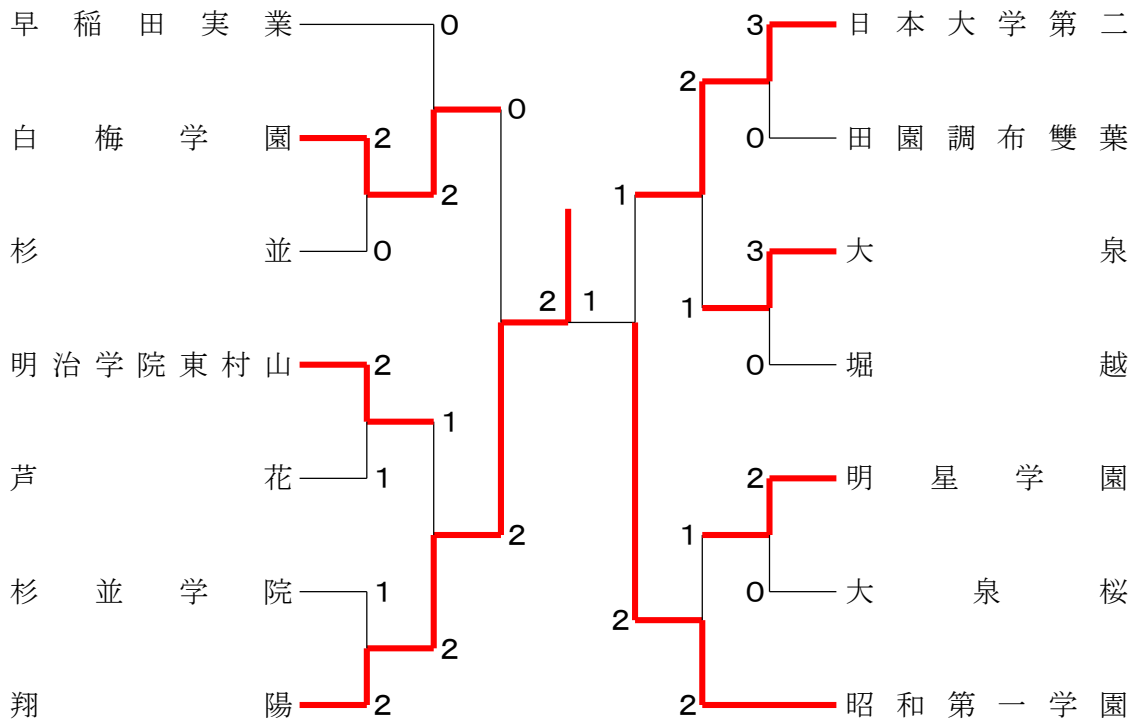 早稲田実業 0 3 日本大学第二
2
0
白梅学園 2 0 田園調布雙葉
2 1
杉並 0 3 大泉
2 1 1
明治学院東村山 2 0 堀越
1
芦花 1 2 明星学園
2 1
杉並学院 1 0 大泉桜
2 2
翔陽 2 2 昭和第一学園